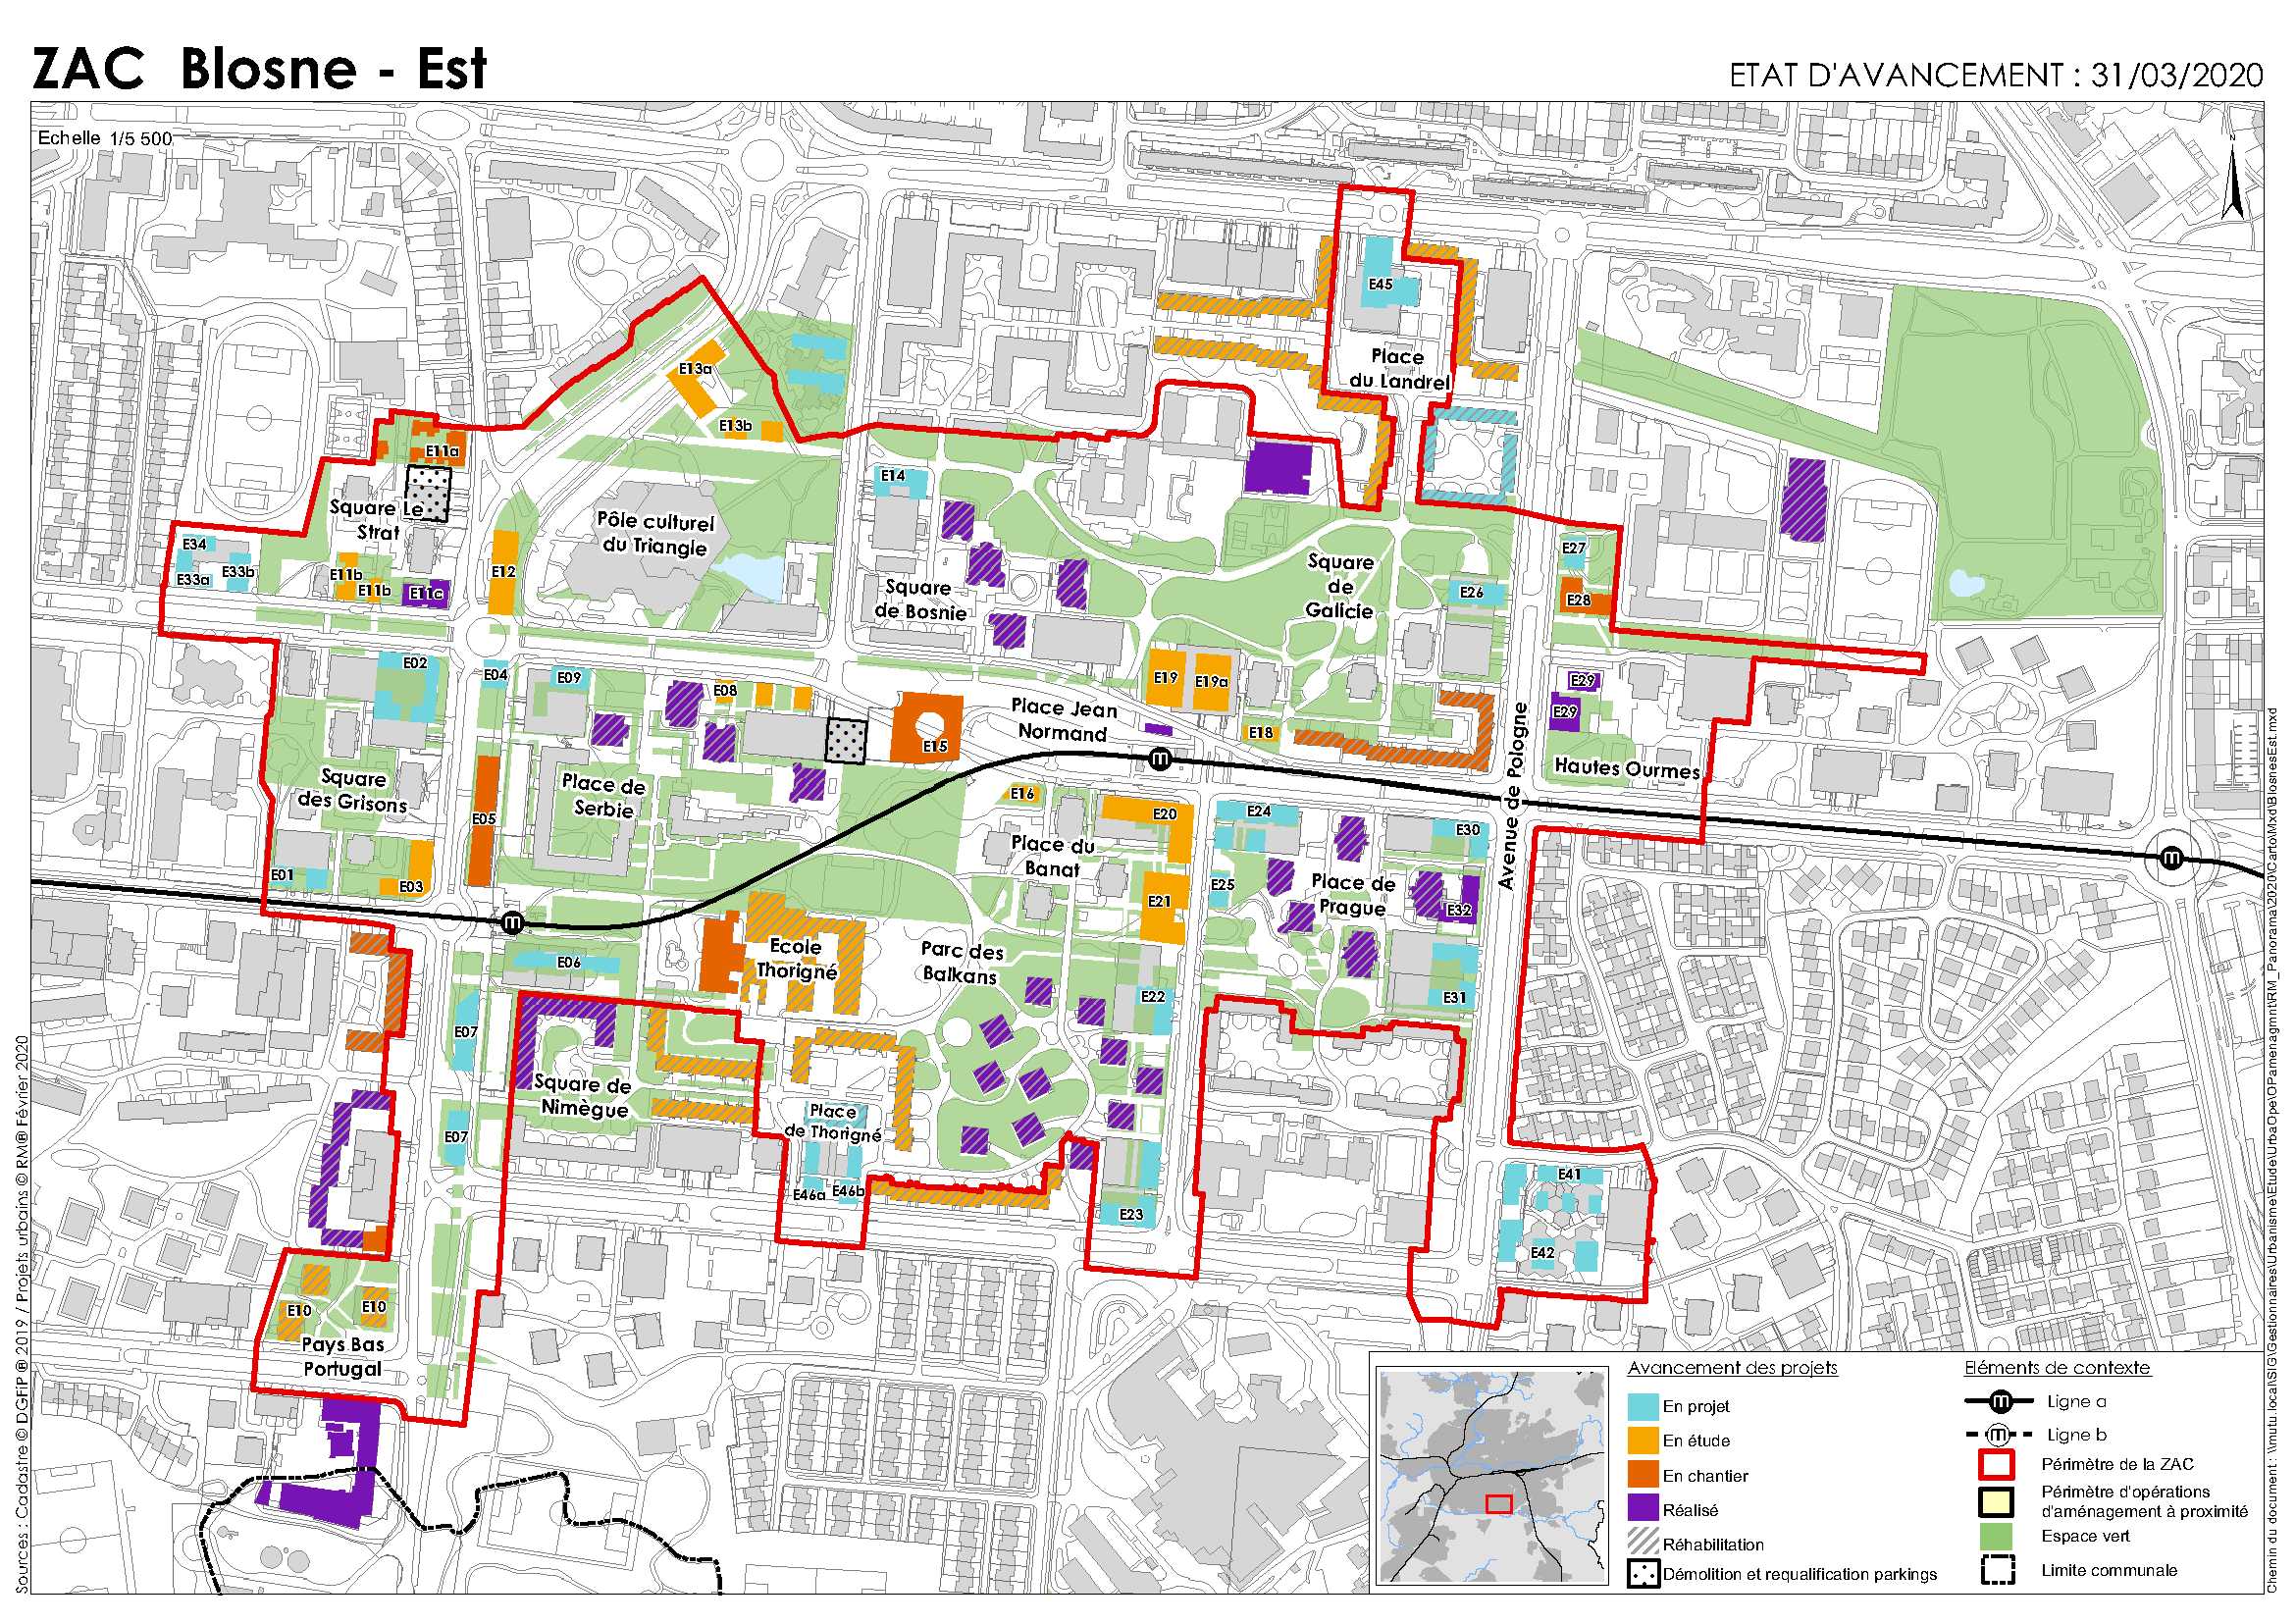 ZAC Blosne - Est
ETAT D'AVANCEMENT : 31/03/2020
Echelle 1/5 500
N
E45
Place
du Landrel
E13a
E13b
E11a
Square Le
Strat
E14
Pôle culturel
du Triangle
E34
E33a
E33b
E11b
E11b
E11c
E12
Square
de Bosnie
Square
de
Galicie
E26
E27
E28
E02
E04
E09
E08
E19
E19a
E29
E29
E15
Place Jean
Normand
E18
Avenue de Pologne
Hautes Ourmes
Square
des Grisons
E05
Place de
Serbie
E16
E20
E24
E30
Place du
Banat
E01
E03
E21
E25
Place de
Prague
E32
m
m
m
m
Ecole
Thorigné
Parc des
Balkans
E06
E22
E31
E07
Square de
Nimègue
E07
Place
de Thorigné
E46a
E46b
E23
E41
E42
E10
E10
Pays Bas
Portugal
Avancement des projets
En projet
En étude
En chantier
Réalisé
Réhabilitation
Démolition et requalification parkings
Eléments de contexte
m
Ligne a
m
Ligne b
Périmètre de la ZAC
Périmètre d'opérations
d'aménagement à proximité
Espace vert
Limite communale
Sources : Cadastre © DGFiP ® 2019 / Projets urbains © RM® Février 2020
Chemin du document : \\mutu.local\SIG\Gestionnaires\Urbanisme\Etude\UrbaOpe\OPamenagmnt\RM_Panorama\2020\Carto\Mxd\BlosnesEst.mxd